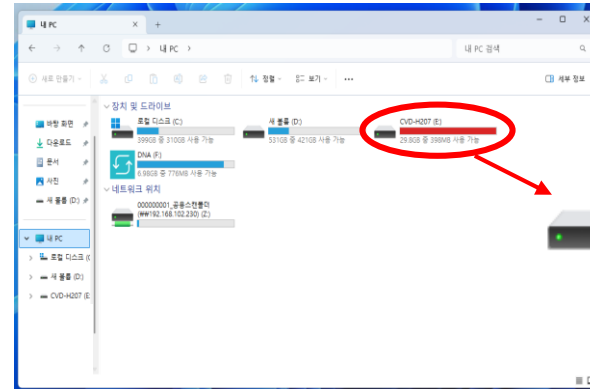 내 PC
내 PC
내 PC 검색
새로 만들기
정렬
보기
세부 정보
바탕 화면
다운로드
문서
사진
새 볼륨 (D:)
내 PC
로컬 디스크 (C
새 볼륨 (D:)
CVD-H207 (E
장치 및 드라이브
로컬 디스크 (C:)
399GB 중 310GB 사용 가능
새 볼륨 (D:)
531GB 중 421GB 사용 가능
CVD-H207 (E:)
29.8GB 중 398MB 사용 가능
DNA (F:)
6.98GB 중 776MB 사용 가능
네트워크 위치
000000001_공용스캔폴더
(₩₩192.168.102.230) (Z:)